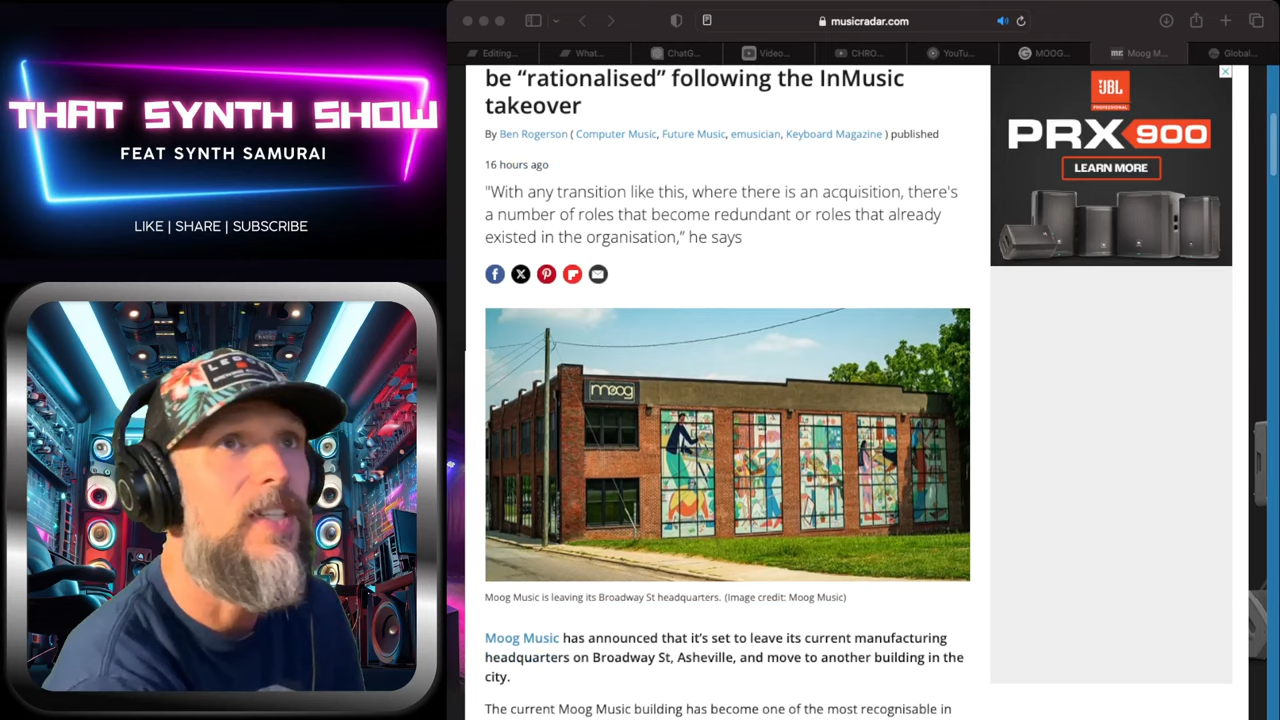 THAT SYNTH SHOW
FEAT SYNTH SAMURAI
LIKE | SHARE | SUBSCRIBE
musicradar.com
Editing...
What...
ChatG...
Video...
CHRO...
YouTu...
MOOG...
Moog M...
Global...
be “rationalised” following the InMusic
takeover
By Ben Rogerson ( Computer Music, Future Music, emusician, Keyboard Magazine ) published
16 hours ago
"With any transition like this, where there is an acquisition, there's
a number of roles that become redundant or roles that already
existed in the organisation,” he says
moog
Moog Music is leaving its Broadway St headquarters. (Image credit: Moog Music)
Moog Music has announced that it’s set to leave its current manufacturing
headquarters on Broadway St, Asheville, and move to another building in the
city.
The current Moog Music building has become one of the most recognisable in
JBL
PROFESSIONAL
PRX 900
LEARN MORE